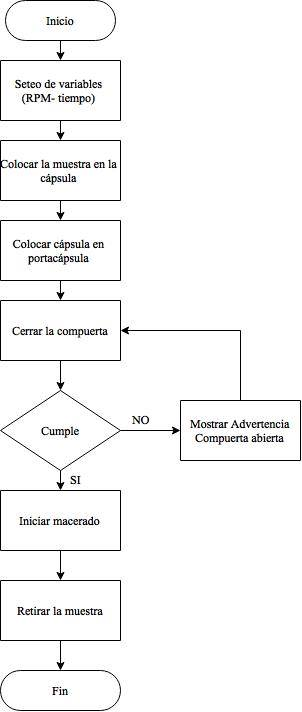 Inicio
Seteo de variables
(RPM- tiempo)
Colocar la muestra en la
cápsula
Colocar cápsula en
portacápsula
Cerrar la compuerta
Cumple
NO
Mostrar Advertencia
Compuerta abierta
SI
Iniciar macerado
Retirar la muestra
Fin